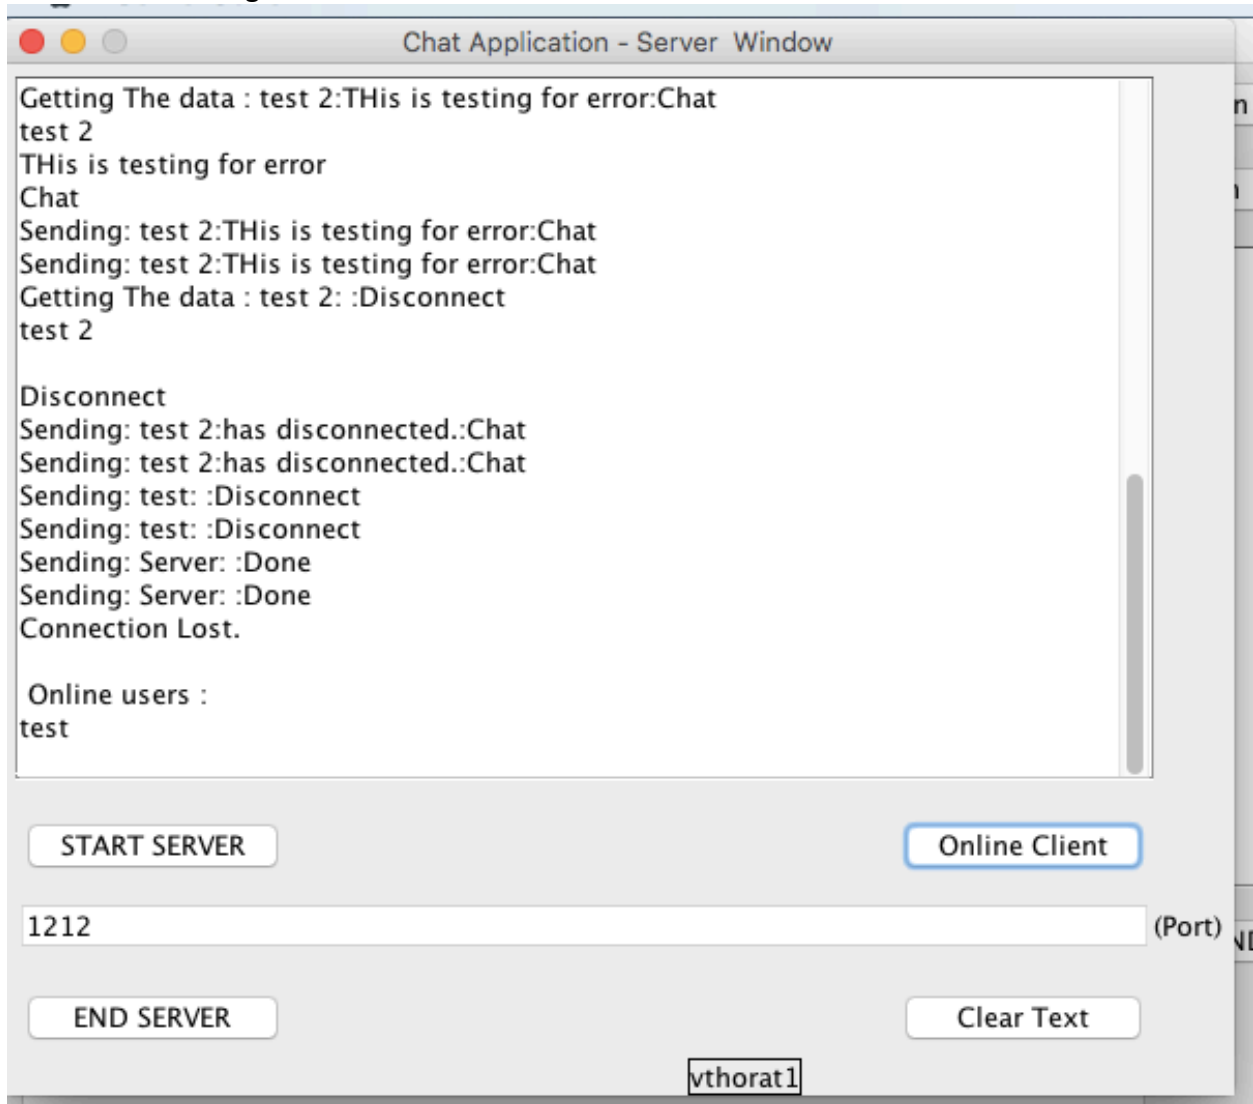 Chat Application - Server Window
Getting The data : test 2:THis is testing for error:Chat
test 2
THis is testing for error
Chat
Sending: test 2:THis is testing for error:Chat
Sending: test 2:THis is testing for error:Chat
Getting The data : test 2: :Disconnect
test 2
Disconnect
Sending: test 2:has disconnected.:Chat
Sending: test 2:has disconnected.:Chat
Sending: test: :Disconnect
Sending: test: :Disconnect
Sending: Server: :Done
Sending: Server: :Done
Connection Lost.
Online users :
test
START SERVER
Online Client
1212
(Port)
END SERVER
Clear Text
vthorat1